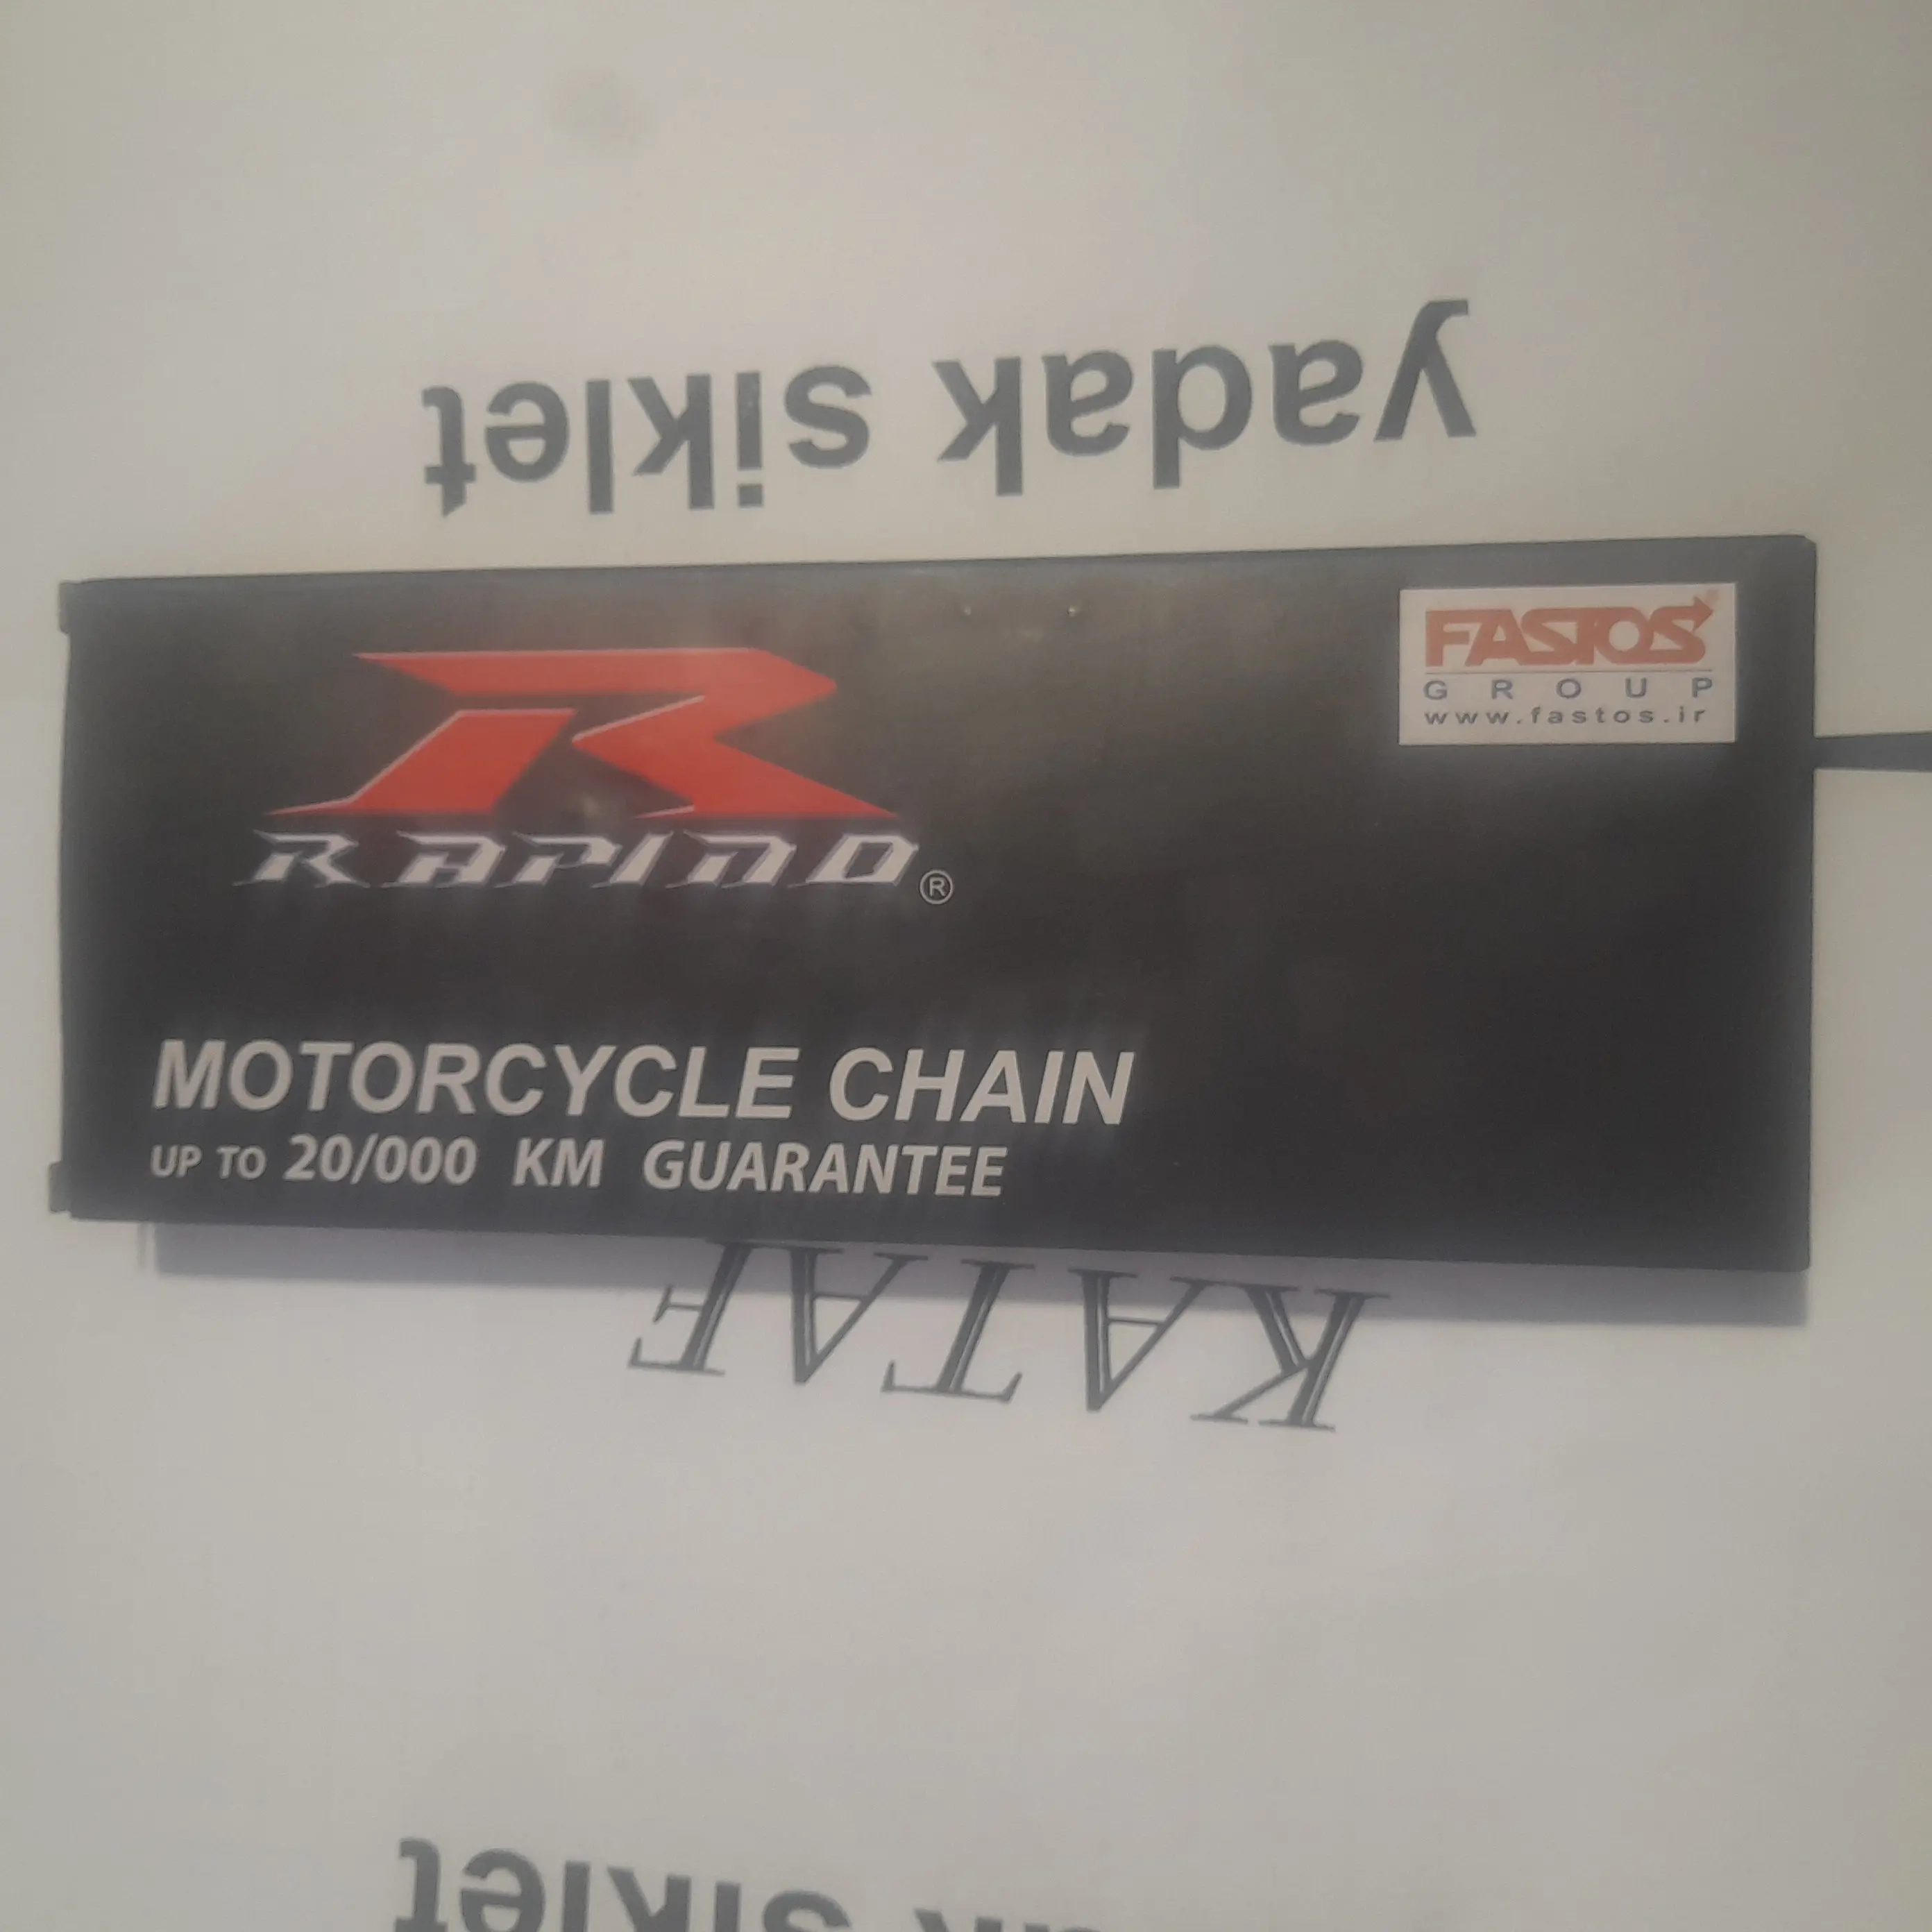 yadak siklet
FASTOS®
GROUP
www.fastos.ir
R
RAPIDO®
MOTORCYCLE CHAIN
UP TO 20/000 KM GUARANTEE
KATAF
siklet